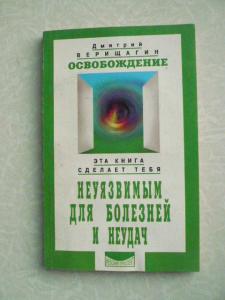 Дмитрий
ВЕРИЩАГИН
ОСВОБОЖДЕНИЕ
ЭТА КНИГА
СДЕЛАЕТ ТЕБЯ
НЕУЯЗВИМЫМ
ДЛЯ БОЛЕЗНЕЙ
И НЕУДАЧ